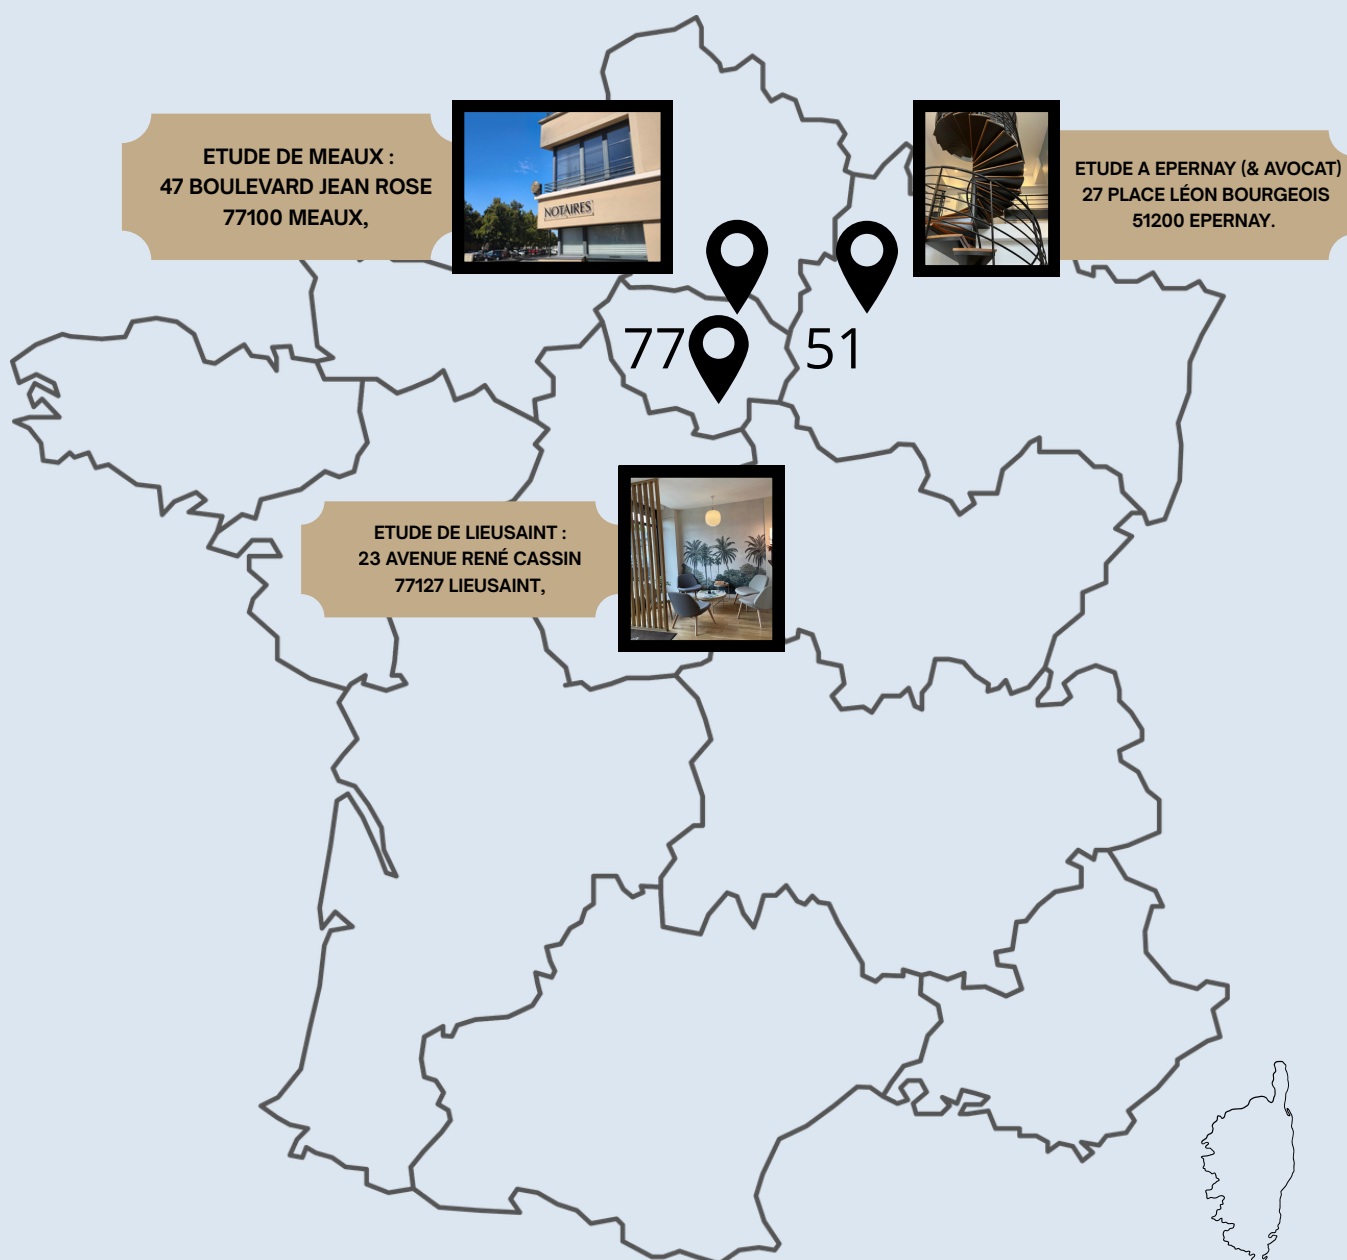 ETUDE DE MEAUX :
47 BOULEVARD JEAN ROSE
77100 MEAUX,
NOTAIRES
ETUDE A EPERNAY (& AVOCAT)
27 PLACE LÉON BOURGEOIS
51200 EPERNAY.
77
51
ETUDE DE LIEUSAINT :
23 AVENUE RENÉ CASSIN
77127 LIEUSAINT,